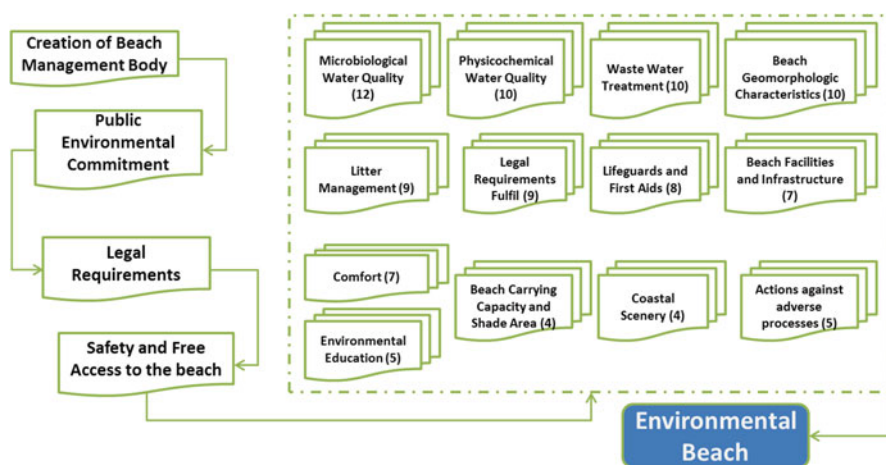 Creation of Beach
Management Body
Public
Environmental
Commitment
Legal
Requirements
Safety and Free
Access to the beach
Microbiological
Water Quality
(12)
Physicochemical
Water Quality
(10)
Waste Water
Treatment (10)
Beach
Geomorphologic
Characteristics (10)
Litter
Management (9)
Legal
Requirements
Fulfil (9)
Lifeguards and
First Aids (8)
Beach Facilities
and Infrastructure
(7)
Comfort (7)
Environmental
Education (5)
Beach Carrying
Capacity and
Shade Area (4)
Coastal
Scenery (4)
Actions against
adverse
processes (5)
Environmental
Beach